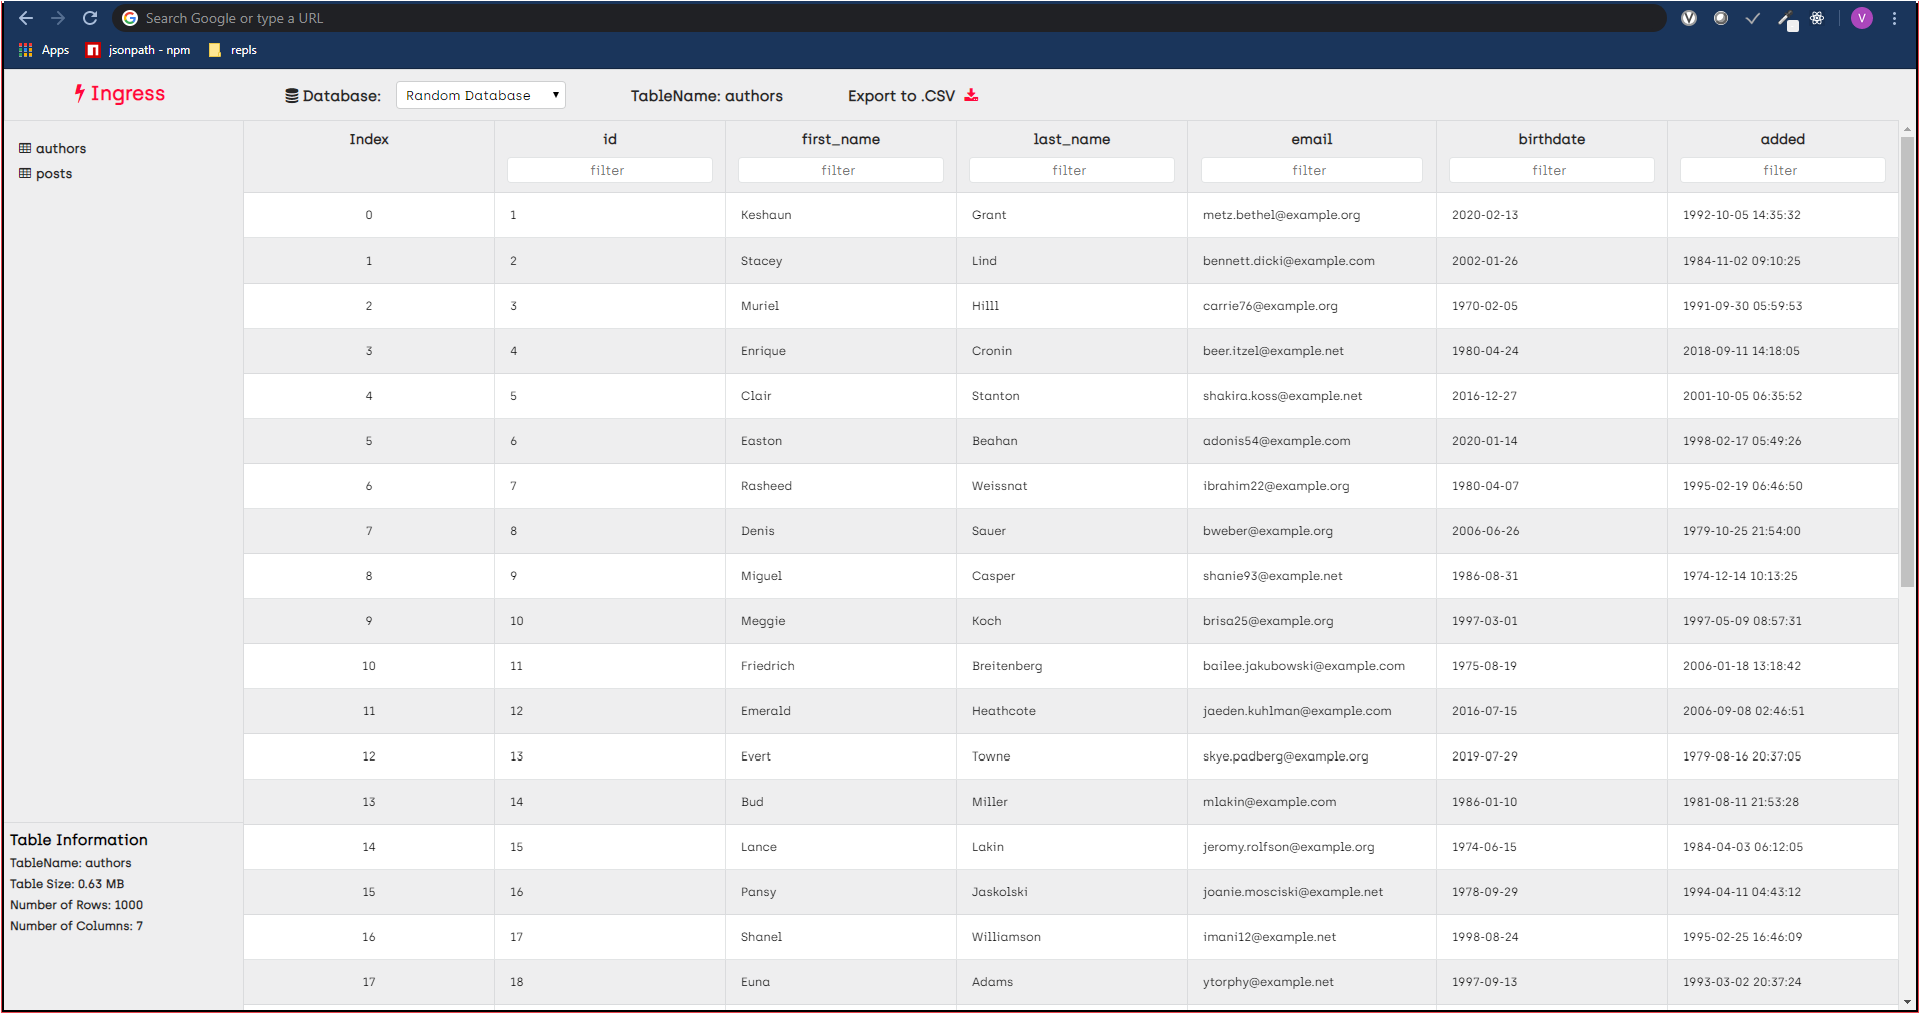 Search Google or type a URL
V
Apps jsonpath - npm repls
Ingress Database: Random Database TableName: authors Export to .CSV
authors
posts
Index id first_name last_name email birthdate added
filter filter filter filter filter filter
0 1 Keshaun Grant metz.bethel@example.org 2020-02-13 1992-10-05 14:35:32
1 2 Stacey Lind bennett.dicki@example.com 2002-01-26 1984-11-02 09:10:25
2 3 Muriel Hilll carrie76@example.org 1970-02-05 1991-09-30 05:59:53
3 4 Enrique Cronin beer.itzel@example.net 1980-04-24 2018-09-11 14:18:05
4 5 Clair Stanton shakira.koss@example.net 2016-12-27 2001-10-05 06:35:52
5 6 Easton Beahan adonis54@example.com 2020-01-14 1998-02-17 05:49:26
6 7 Rasheed Weissnat ibrahim22@example.org 1980-04-07 1995-02-19 06:46:50
7 8 Denis Sauer bweber@example.org 2006-06-26 1979-10-25 21:54:00
8 9 Miguel Casper shanie93@example.net 1986-08-31 1974-12-14 10:13:25
9 10 Meggie Koch brisa25@example.org 1997-03-01 1997-05-09 08:57:31
10 11 Friedrich Breitenberg bailee.jakubowski@example.com 1975-08-19 2006-01-18 13:18:42
11 12 Emerald Heathcote jaeden.kuhlman@example.com 2016-07-15 2006-09-08 02:46:51
12 13 Evert Towne skye.padberg@example.org 2019-07-29 1979-08-16 20:37:05
13 14 Bud Miller mlakin@example.com 1986-01-10 1981-08-11 21:53:28
14 15 Lance Lakin jeromy.rolfson@example.org 1974-06-15 1984-04-03 06:12:05
15 16 Pansy Jaskolski joanie.mosciski@example.net 1978-09-29 1994-04-11 04:43:12
16 17 Shanel Williamson imani12@example.net 1998-08-24 1995-02-25 16:46:09
17 18 Euna Adams ytorphy@example.net 1997-09-13 1993-03-02 20:37:24
Table Information
TableName: authors
Table Size: 0.63 MB
Number of Rows: 1000
Number of Columns: 7